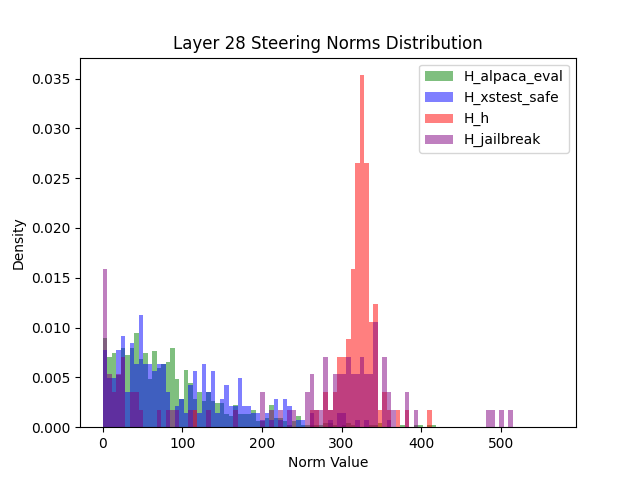 Layer 28 Steering Norms Distribution
H_alpaca_eval
H_xstest_safe
H_h
H_jailbreak
Density
0.035
0.030
0.025
0.020
0.015
0.010
0.005
0.000
0
100
200
300
400
500
Norm Value